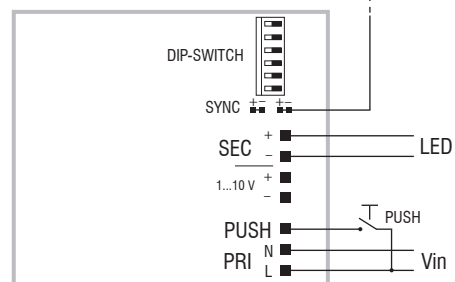 DIP-SWITCH
SYNC + - + -
+
SEC
- LED
+
1...10 V
-
PUSH
PUSH
N
PRI Vin
L